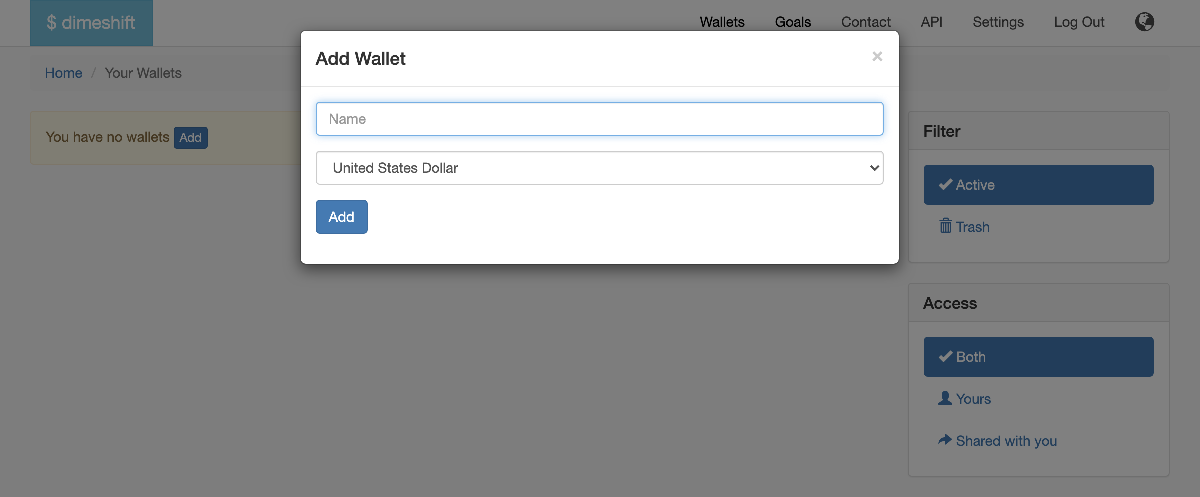 $ dimeshift
Wallets Goals Contact API Settings Log Out
Home / Your Wallets
Add Wallet ×
Name
United States Dollar
Add
You have no wallets Add
Filter
Active
Trash
Access
Both
Yours
Shared with you